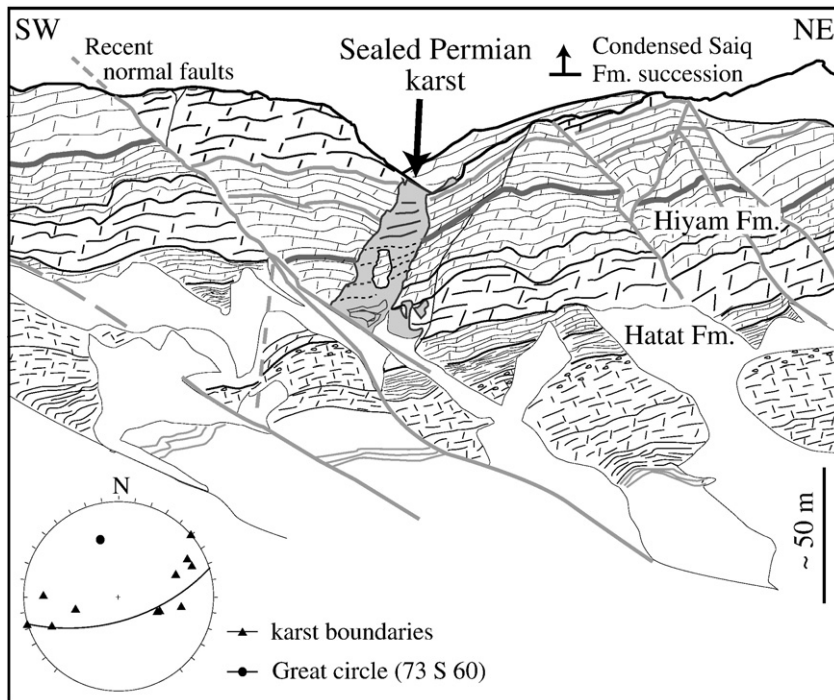 SW
NE
Recent
normal faults
Sealed Permian
karst
Condensed Saiq
Fm. succession
Hiyam Fm.
Hatat Fm.
N
~ 50 m
karst boundaries
Great circle (73 S 60)